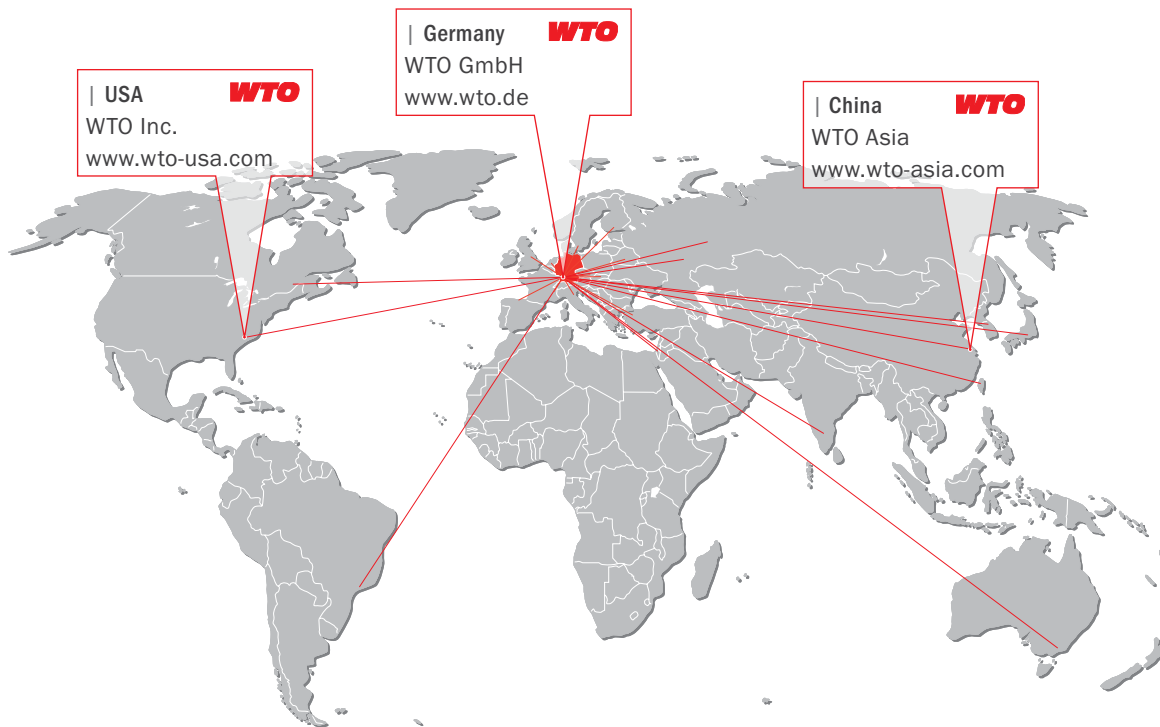 | USA WTO
WTO Inc.
www.wto-usa.com
| Germany WTO
WTO GmbH
www.wto.de
| China WTO
WTO Asia
www.wto-asia.com